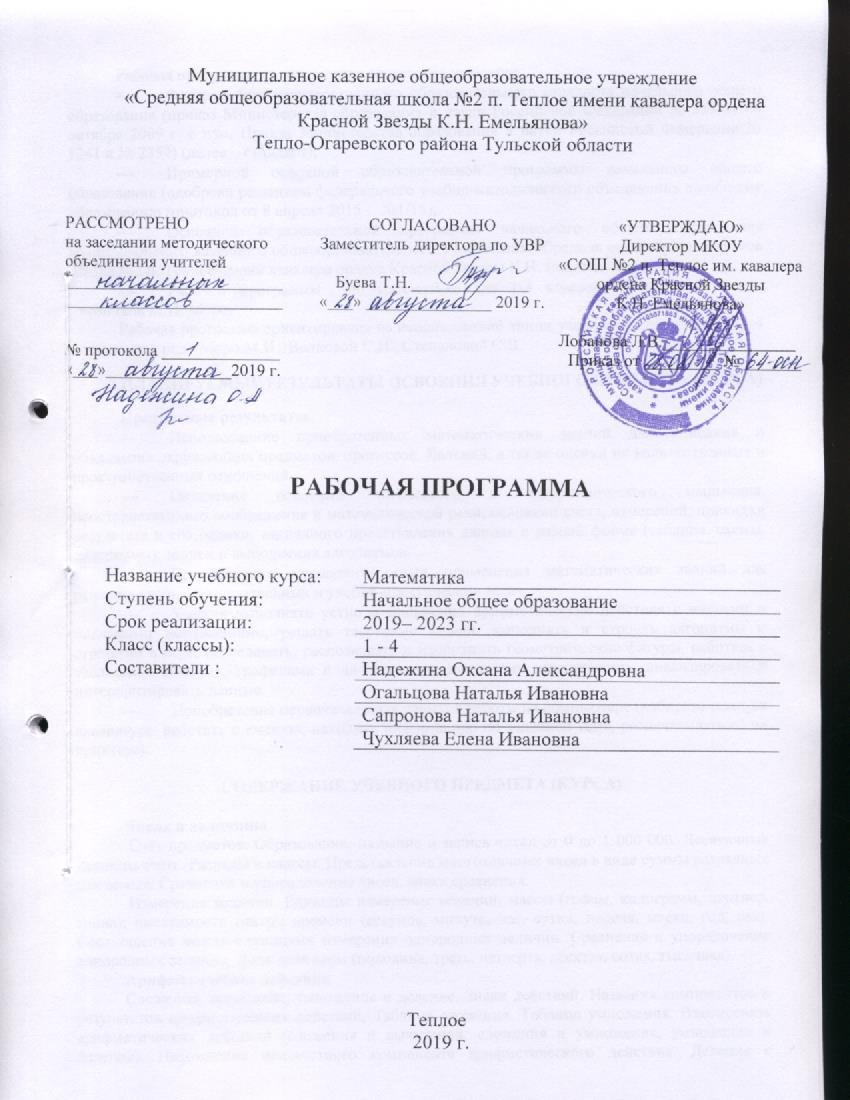 Муниципальное казенное общеобразовательное учреждение
«Средняя общеобразовательная школа №2 п. Теплое имени кавалера ордена
Красной Звезды К.Н. Емельянова»
Тепло-Огаревского района Тульской области
РАССМОТРЕНО
на заседании методического
объединения учителей
начальных
классов
№ протокола 1
«28» августа 2019 г.
Надежина О.А
СОГЛАСОВАНО
Заместитель директора по УВР
Буева Т.Н.
« 28» августа 2019 г.
«УТВЕРЖДАЮ»
Директор МКОУ
«СОШ №2 п. Теплое им. кавалера
ордена Красной Звезды
К.Н. Емельянова»
Лобанова Л.В.
Приказ от № 64-осн
РАБОЧАЯ ПРОГРАММА
Название учебного курса: Математика
Ступень обучения: Начальное общее образование
Срок реализации: 2019– 2023 гг.
Класс (классы): 1 - 4
Составители : Надежина Оксана Александровна
Огальцова Наталья Ивановна
Сапронова Наталья Ивановна
Чухляева Елена Ивановна
Теплое
2019 г.